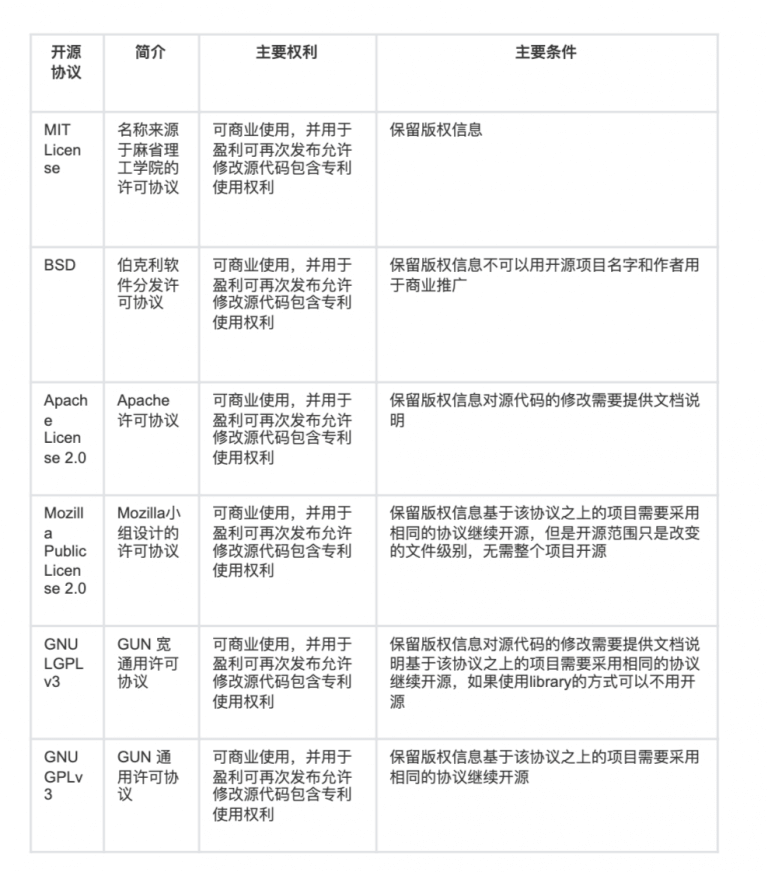 开源
协议
简介
主要权利
主要条件
MIT
Licen
se
名称来源
于麻省理
工学院的
许可协议
可商业使用，并用于
盈利可再次发布允许
修改源代码包含专利
使用权利
保留版权信息
BSD
伯克利软
件分发许
可协议
可商业使用，并用于
盈利可再次发布允许
修改源代码包含专利
使用权利
保留版权信息不可以用开源项目名字和作者用
于商业推广
Apach
e
Licen
se 2.0
Apache
许可协议
可商业使用，并用于
盈利可再次发布允许
修改源代码包含专利
使用权利
保留版权信息对源代码的修改需要提供文档说
明
Mozill
a
Public
Licen
se 2.0
Mozilla小
组设计的
许可协议
可商业使用，并用于
盈利可再次发布允许
修改源代码包含专利
使用权利
保留版权信息基于该协议之上的项目需要采用
相同的协议继续开源，但是开源范围只是改变
的文件级别，无需整个项目开源
GNU
LGPL
v3
GUN 宽
通用许可
协议
可商业使用，并用于
盈利可再次发布允许
修改源代码包含专利
使用权利
保留版权信息对源代码的修改需要提供文档说
明基于该协议之上的项目需要采用相同的协议
继续开源，如果使用library的方式可以不用开
源
GNU
GPLv
3
GUN 通
用许可协
议
可商业使用，并用于
盈利可再次发布允许
修改源代码包含专利
使用权利
保留版权信息基于该协议之上的项目需要采用
相同的协议继续开源